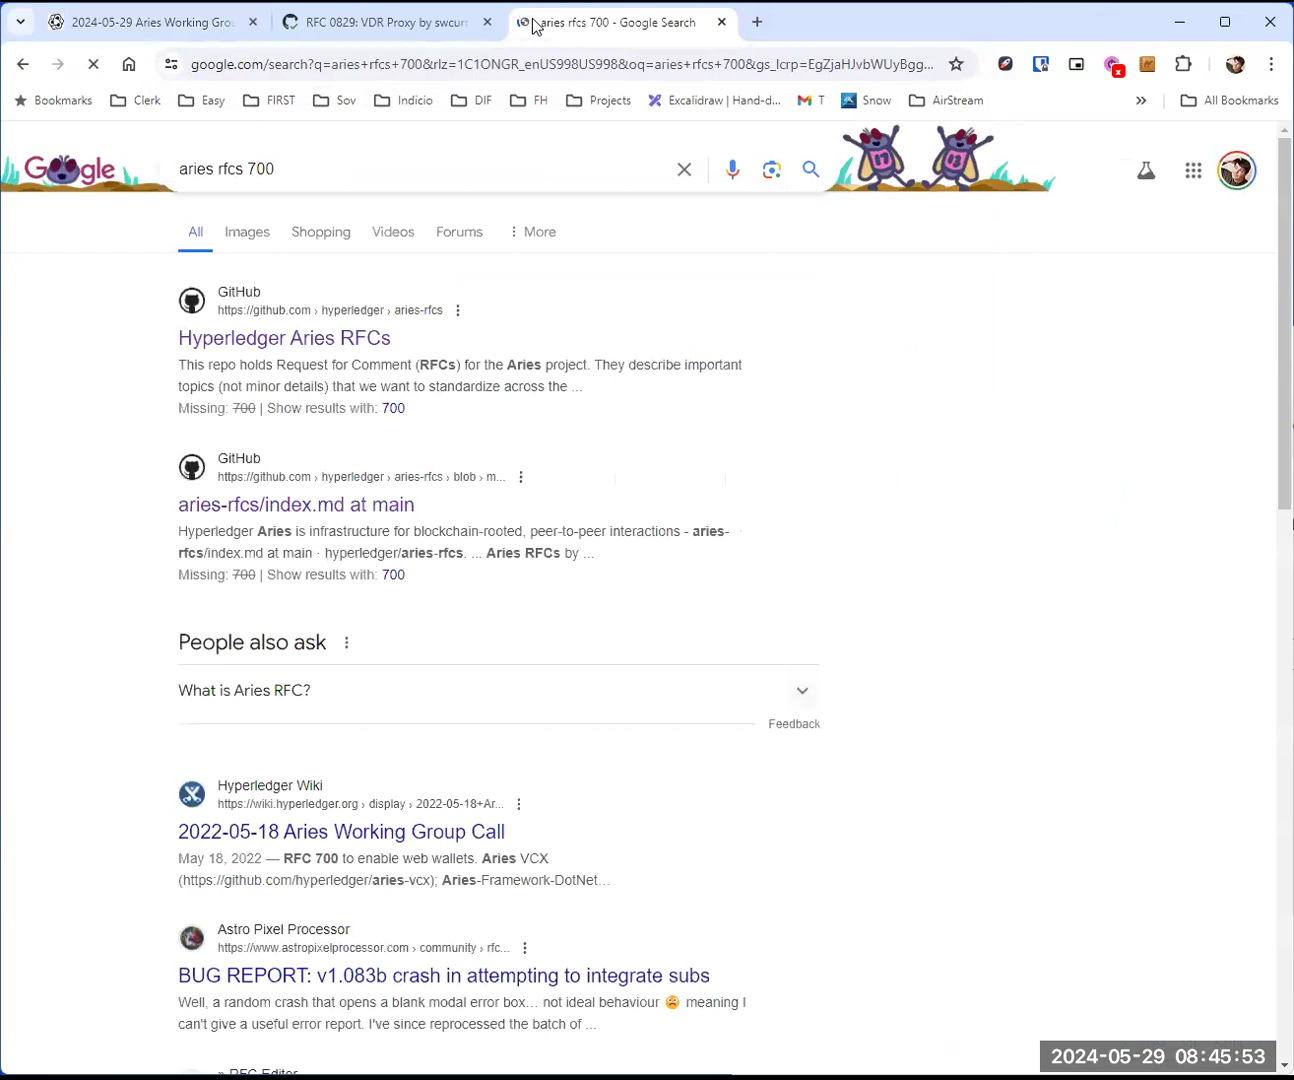 2024-05-29 Aries Working Grou
RFC 0829: VDR Proxy by swcurr
aries rfcs 700 - Google Search
google.com/search?q=aries+rfcs+700&rlz=1C1ONGR_enUS998US998&oq=aries+rfcs+700&gs_lcrp=EgZjaHJvbWUyBgg...
Bookmarks
Clerk
Easy
FIRST
Sov
Indicio
DIF
FH
Projects
Excalidraw | Hand-d...
T
Snow
AirStream
All Bookmarks
Google
aries rfcs 700
All
Images
Shopping
Videos
Forums
More
GitHub
https://github.com › hyperledger › aries-rfcs
Hyperledger Aries RFCs
This repo holds Request for Comment (RFCs) for the Aries project. They describe important
topics (not minor details) that we want to standardize across the ...
Missing: 700 | Show results with: 700
GitHub
https://github.com › hyperledger › aries-rfcs › blob › m...
aries-rfcs/index.md at main
Hyperledger Aries is infrastructure for blockchain-rooted, peer-to-peer interactions - aries-
rfcs/index.md at main · hyperledger/aries-rfcs. ... Aries RFCs by ...
Missing: 700 | Show results with: 700
People also ask
What is Aries RFC?
Feedback
Hyperledger Wiki
https://wiki.hyperledger.org › display › 2022-05-18+Ar...
2022-05-18 Aries Working Group Call
May 18, 2022 — RFC 700 to enable web wallets. Aries VCX
(https://github.com/hyperledger/aries-vcx); Aries-Framework-DotNet...
Astro Pixel Processor
https://www.astropixelprocessor.com › community › rfc...
BUG REPORT: v1.083b crash in attempting to integrate subs
Well, a random crash that opens a blank modal error box... not ideal behaviour 😩 meaning I
can't give a useful error report. I've since reprocessed the batch of ...
» RFC Editor
2024-05-29 08:45:53